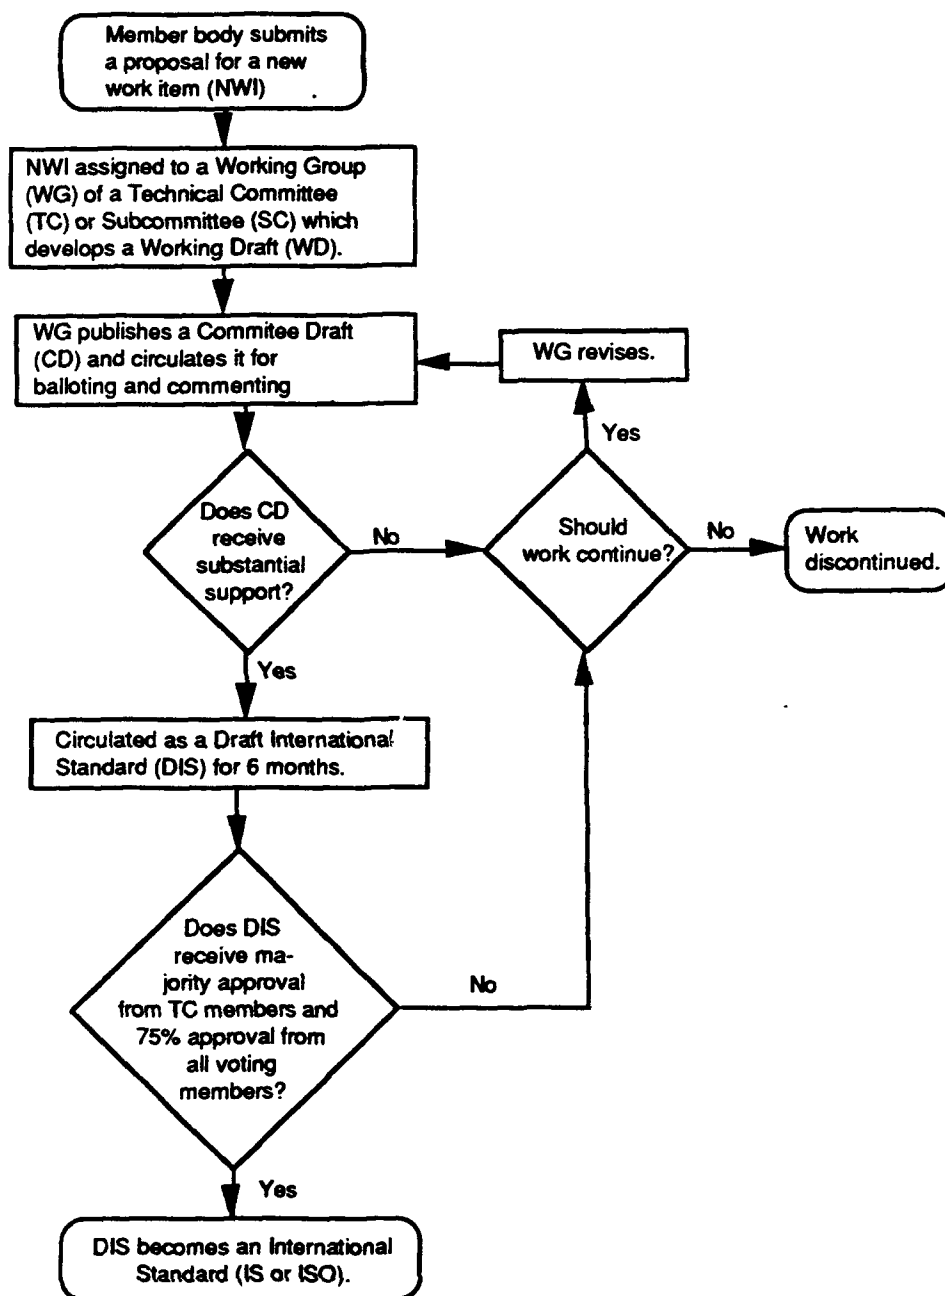 Member body submits
a proposal for a new
work item (NWI)
NWI assigned to a Working Group
(WG) of a Technical Committee
(TC) or Subcommittee (SC) which
develops a Working Draft (WD).
WG publishes a Commitee Draft
(CD) and circulates it for
balloting and commenting
WG revises.
Yes
Does CD
receive
substantial
support?
No
Should
work continue?
No
Work
discontinued.
Yes
Circulated as a Draft International
Standard (DIS) for 6 months.
Does DIS
receive ma-
jority approval
from TC members and
75% approval from
all voting
members?
No
Yes
DIS becomes an International
Standard (IS or ISO).